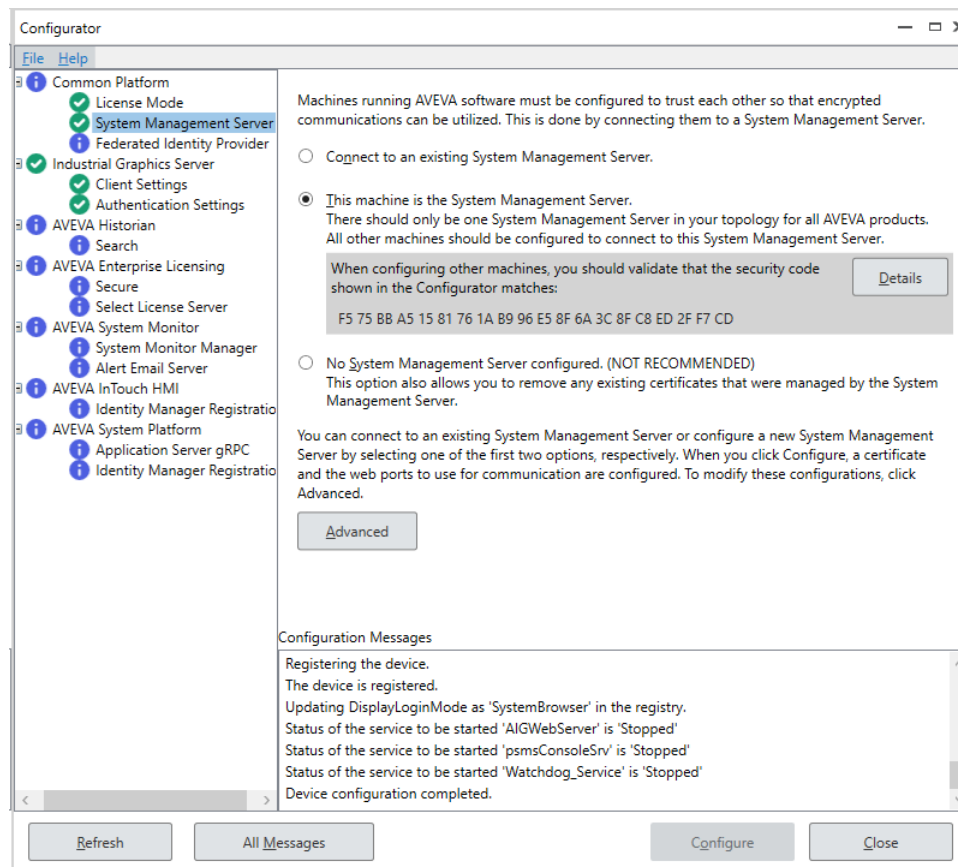 Configurator
File Help
Common Platform
License Mode
System Management Server
Federated Identity Provider
Industrial Graphics Server
Client Settings
Authentication Settings
AVEVA Historian
Search
AVEVA Enterprise Licensing
Secure
Select License Server
AVEVA System Monitor
System Monitor Manager
Alert Email Server
AVEVA InTouch HMI
Identity Manager Registratio
AVEVA System Platform
Application Server gRPC
Identity Manager Registratio
Machines running AVEVA software must be configured to trust each other so that encrypted
communications can be utilized. This is done by connecting them to a System Management Server.
Connect to an existing System Management Server.
This machine is the System Management Server.
There should only be one System Management Server in your topology for all AVEVA products.
All other machines should be configured to connect to this System Management Server.
When configuring other machines, you should validate that the security code
shown in the Configurator matches:
Details
F5 75 BB A5 15 81 76 1A B9 96 E5 8F 6A 3C 8F C8 ED 2F F7 CD
No System Management Server configured. (NOT RECOMMENDED)
This option also allows you to remove any existing certificates that were managed by the System
Management Server.
You can connect to an existing System Management Server or configure a new System Management
Server by selecting one of the first two options, respectively. When you click Configure, a certificate
and the web ports to use for communication are configured. To modify these configurations, click
Advanced.
Advanced
Configuration Messages
Registering the device.
The device is registered.
Updating DisplayLoginMode as 'SystemBrowser' in the registry.
Status of the service to be started 'AIGWebServer' is 'Stopped'
Status of the service to be started 'psmsConsoleSrv' is 'Stopped'
Status of the service to be started 'Watchdog_Service' is 'Stopped'
Device configuration completed.
Refresh
All Messages
Configure
Close